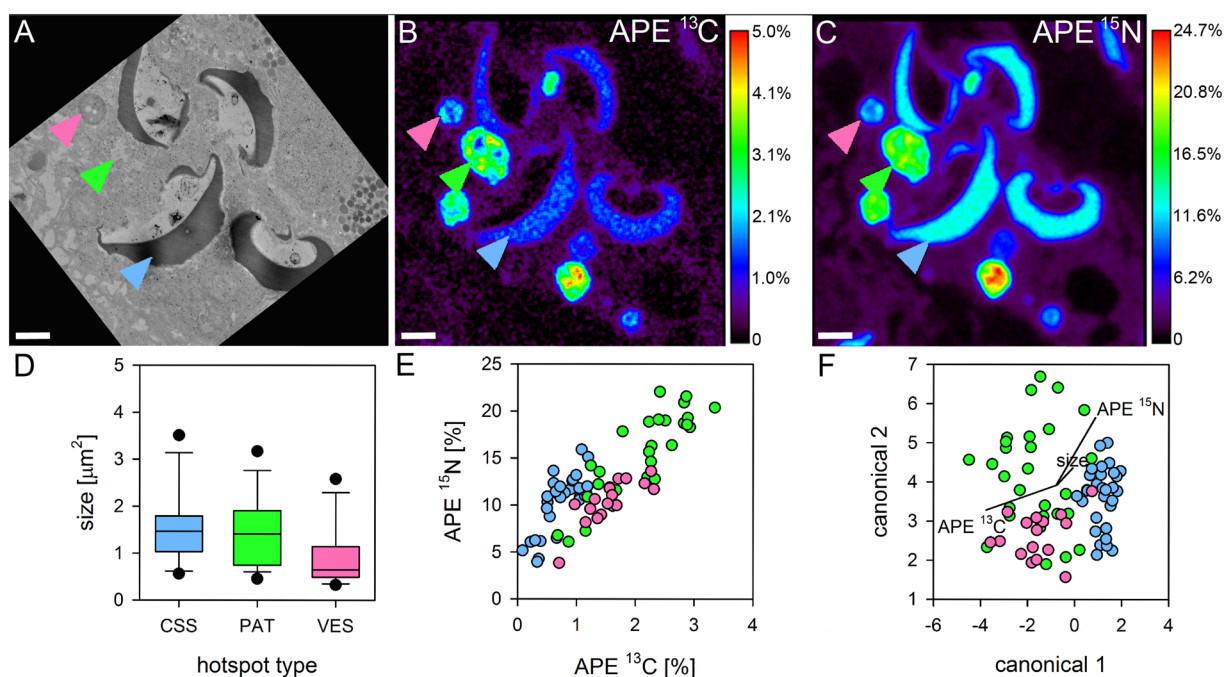 A
B
APE ¹³C
5.0%
4.1%
3.1%
2.1%
1.0%
0
C
APE ¹⁵N
24.7%
20.8%
16.5%
11.6%
6.2%
0
D
5
4
3
2
1
0
size [µm²]
CSS PAT VES
hotspot type
E
25
20
15
10
5
0
APE ¹⁵N [%]
0 1 2 3 4
APE ¹³C [%]
F
7
6
5
4
3
2
1
canonical 2
APE ¹⁵N
size
APE ¹³C
-6 -4 -2 0 2 4
canonical 1